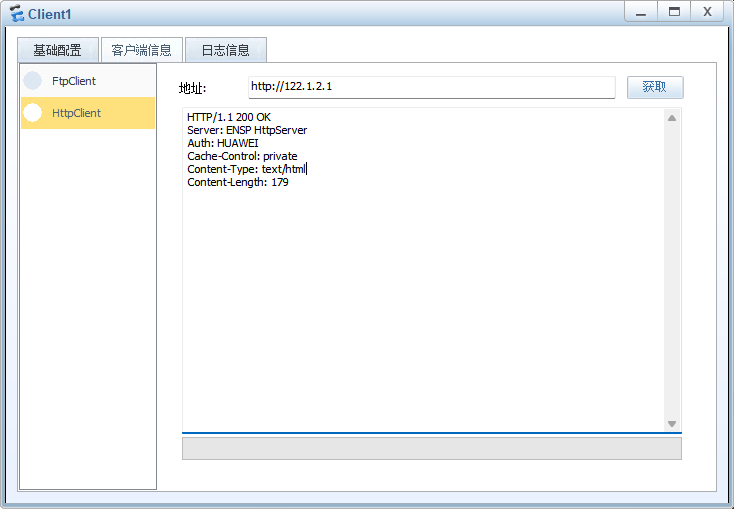 Client1
基础配置 客户端信息 日志信息
FtpClient
HttpClient
地址: http://122.1.2.1 获取
HTTP/1.1 200 OK
Server: ENSP HttpServer
Auth: HUAWEI
Cache-Control: private
Content-Type: text/html
Content-Length: 179